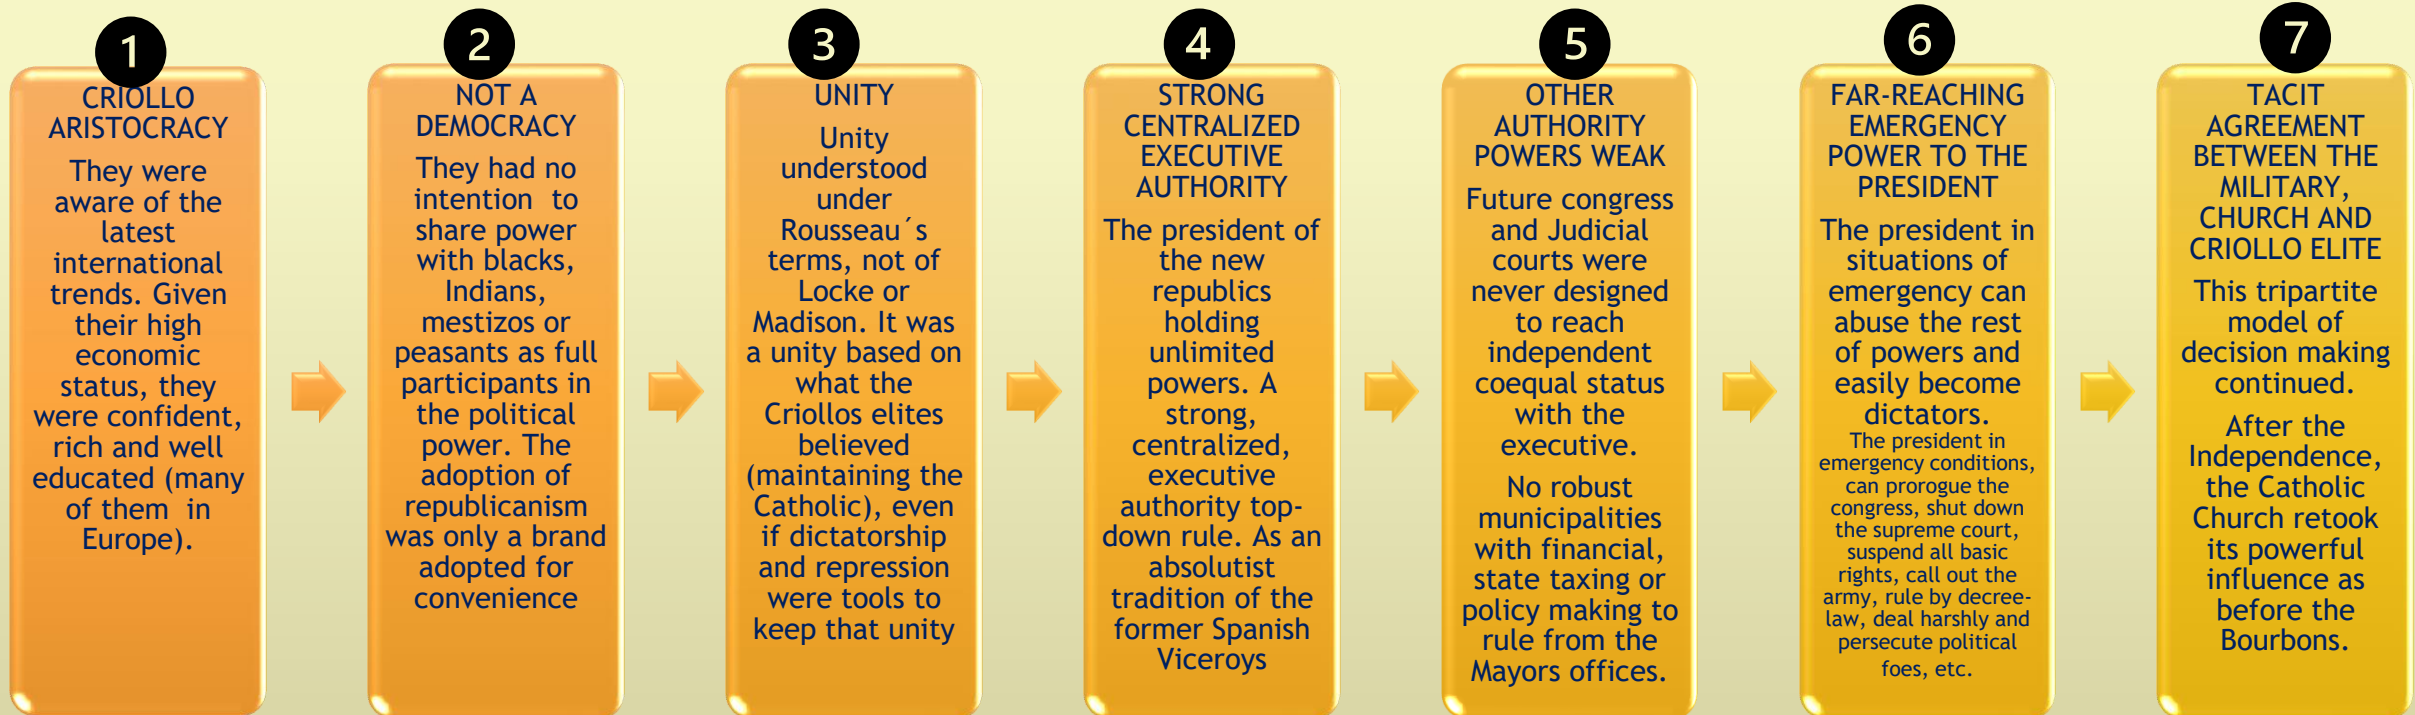 1
CRIOLLO
ARISTOCRACY
They were
aware of the
latest
international
trends. Given
their high
economic
status, they
were confident,
rich and well
educated (many
of them in
Europe).
2
NOT A
DEMOCRACY
They had no
intention to
share power
with blacks,
Indians,
mestizos or
peasants as full
participants in
the political
power. The
adoption of
republicanism
was only a brand
adopted for
convenience
3
UNITY
Unity
understood
under
Rousseau´s
terms, not of
Locke or
Madison. It was
a unity based on
what the
Criollos elites
believed
(maintaining the
Catholic), even
if dictatorship
and repression
were tools to
keep that unity
4
STRONG
CENTRALIZED
EXECUTIVE
AUTHORITY
The president of
the new
republics
holding
unlimited
powers. A
strong,
centralized,
executive
authority top-
down rule. As an
absolutist
tradition of the
former Spanish
Viceroys
5
OTHER
AUTHORITY
POWERS WEAK
Future congress
and Judicial
courts were
never designed
to reach
independent
coequal status
with the
executive.
No robust
municipalities
with financial,
state taxing or
policy making to
rule from the
Mayors offices.
6
FAR-REACHING
EMERGENCY
POWER TO THE
PRESIDENT
The president in
situations of
emergency can
abuse the rest
of powers and
easily become
dictators.
The president in
emergency conditions,
can prorogue the
congress, shut down
the supreme court,
suspend all basic
rights, call out the
army, rule by decree-
law, deal harshly and
persecute political
foes, etc.
7
TACIT
AGREEMENT
BETWEEN THE
MILITARY,
CHURCH AND
CRIOLLO ELITE
This tripartite
model of
decision making
continued.
After the
Independence,
the Catholic
Church retook
its powerful
influence as
before the
Bourbons.